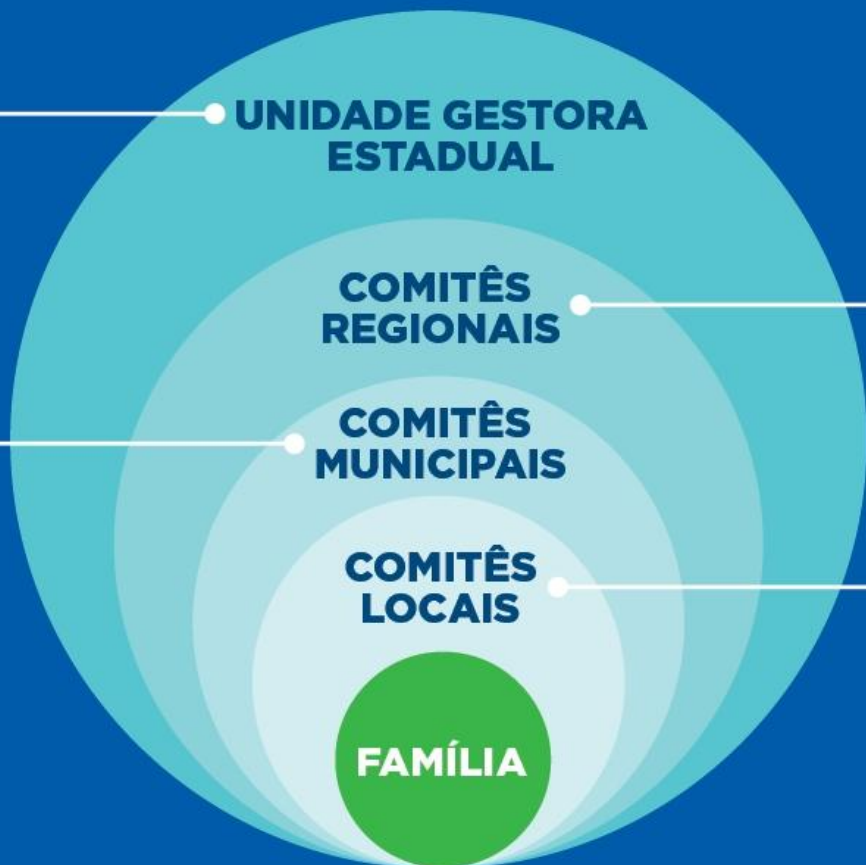 UNIDADE GESTORA
ESTADUAL
COMITÊS
REGIONAIS
COMITÊS
MUNICIPAIS
COMITÊS
LOCAIS
FAMÍLIA